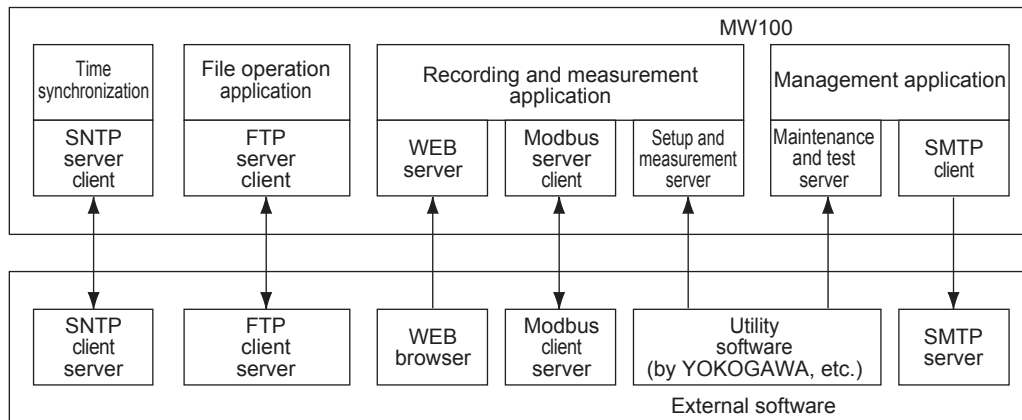 MW100
Time
synchronization
File operation
application
Recording and measurement
application
Management application
SNTP
server
client
FTP
server
client
WEB
server
Modbus
server
client
Setup and
measurement
server
Maintenance
and test
server
SMTP
client
SNTP
client
server
FTP
client
server
WEB
browser
Modbus
client
server
Utility
software
(by YOKOGAWA, etc.)
SMTP
server
External software